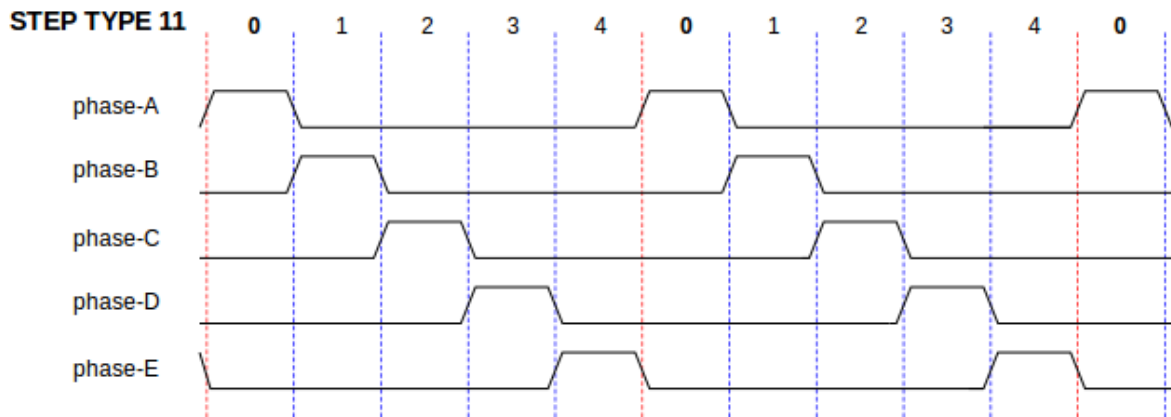 STEP TYPE 11 0 1 2 3 4 0 1 2 3 4 0
phase-A
phase-B
phase-C
phase-D
phase-E